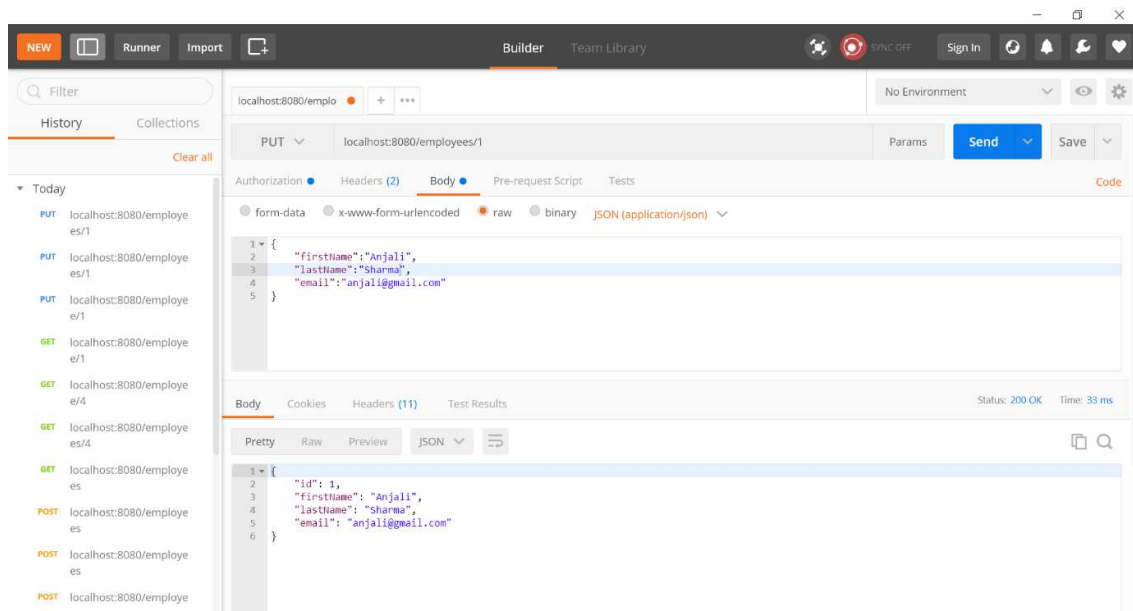 NEW Runner Import Builder Team Library SYNC OFF Sign In
Filter
History Collections
Clear all
Today
PUT localhost:8080/employe
es/1
PUT localhost:8080/employe
es/1
PUT localhost:8080/employe
e/1
GET localhost:8080/employe
e/1
GET localhost:8080/employe
e/4
GET localhost:8080/employe
es/4
GET localhost:8080/employe
es
POST localhost:8080/employe
es
POST localhost:8080/employe
es
POST localhost:8080/employe
localhost:8080/emplo + ••• No Environment
PUT localhost:8080/employees/1 Params Send Save
Authorization Headers (2) Body Pre-request Script Tests Code
form-data x-www-form-urlencoded raw binary JSON (application/json)
1 {
2 "firstName":"Anjali",
3 "lastName":"Sharma",
4 "email":"anjali@gmail.com"
5 }
Body Cookies Headers (11) Test Results Status: 200 OK Time: 33 ms
Pretty Raw Preview JSON
1 {
2 "id": 1,
3 "firstName": "Anjali",
4 "lastName": "Sharma",
5 "email": "anjali@gmail.com"
6 }